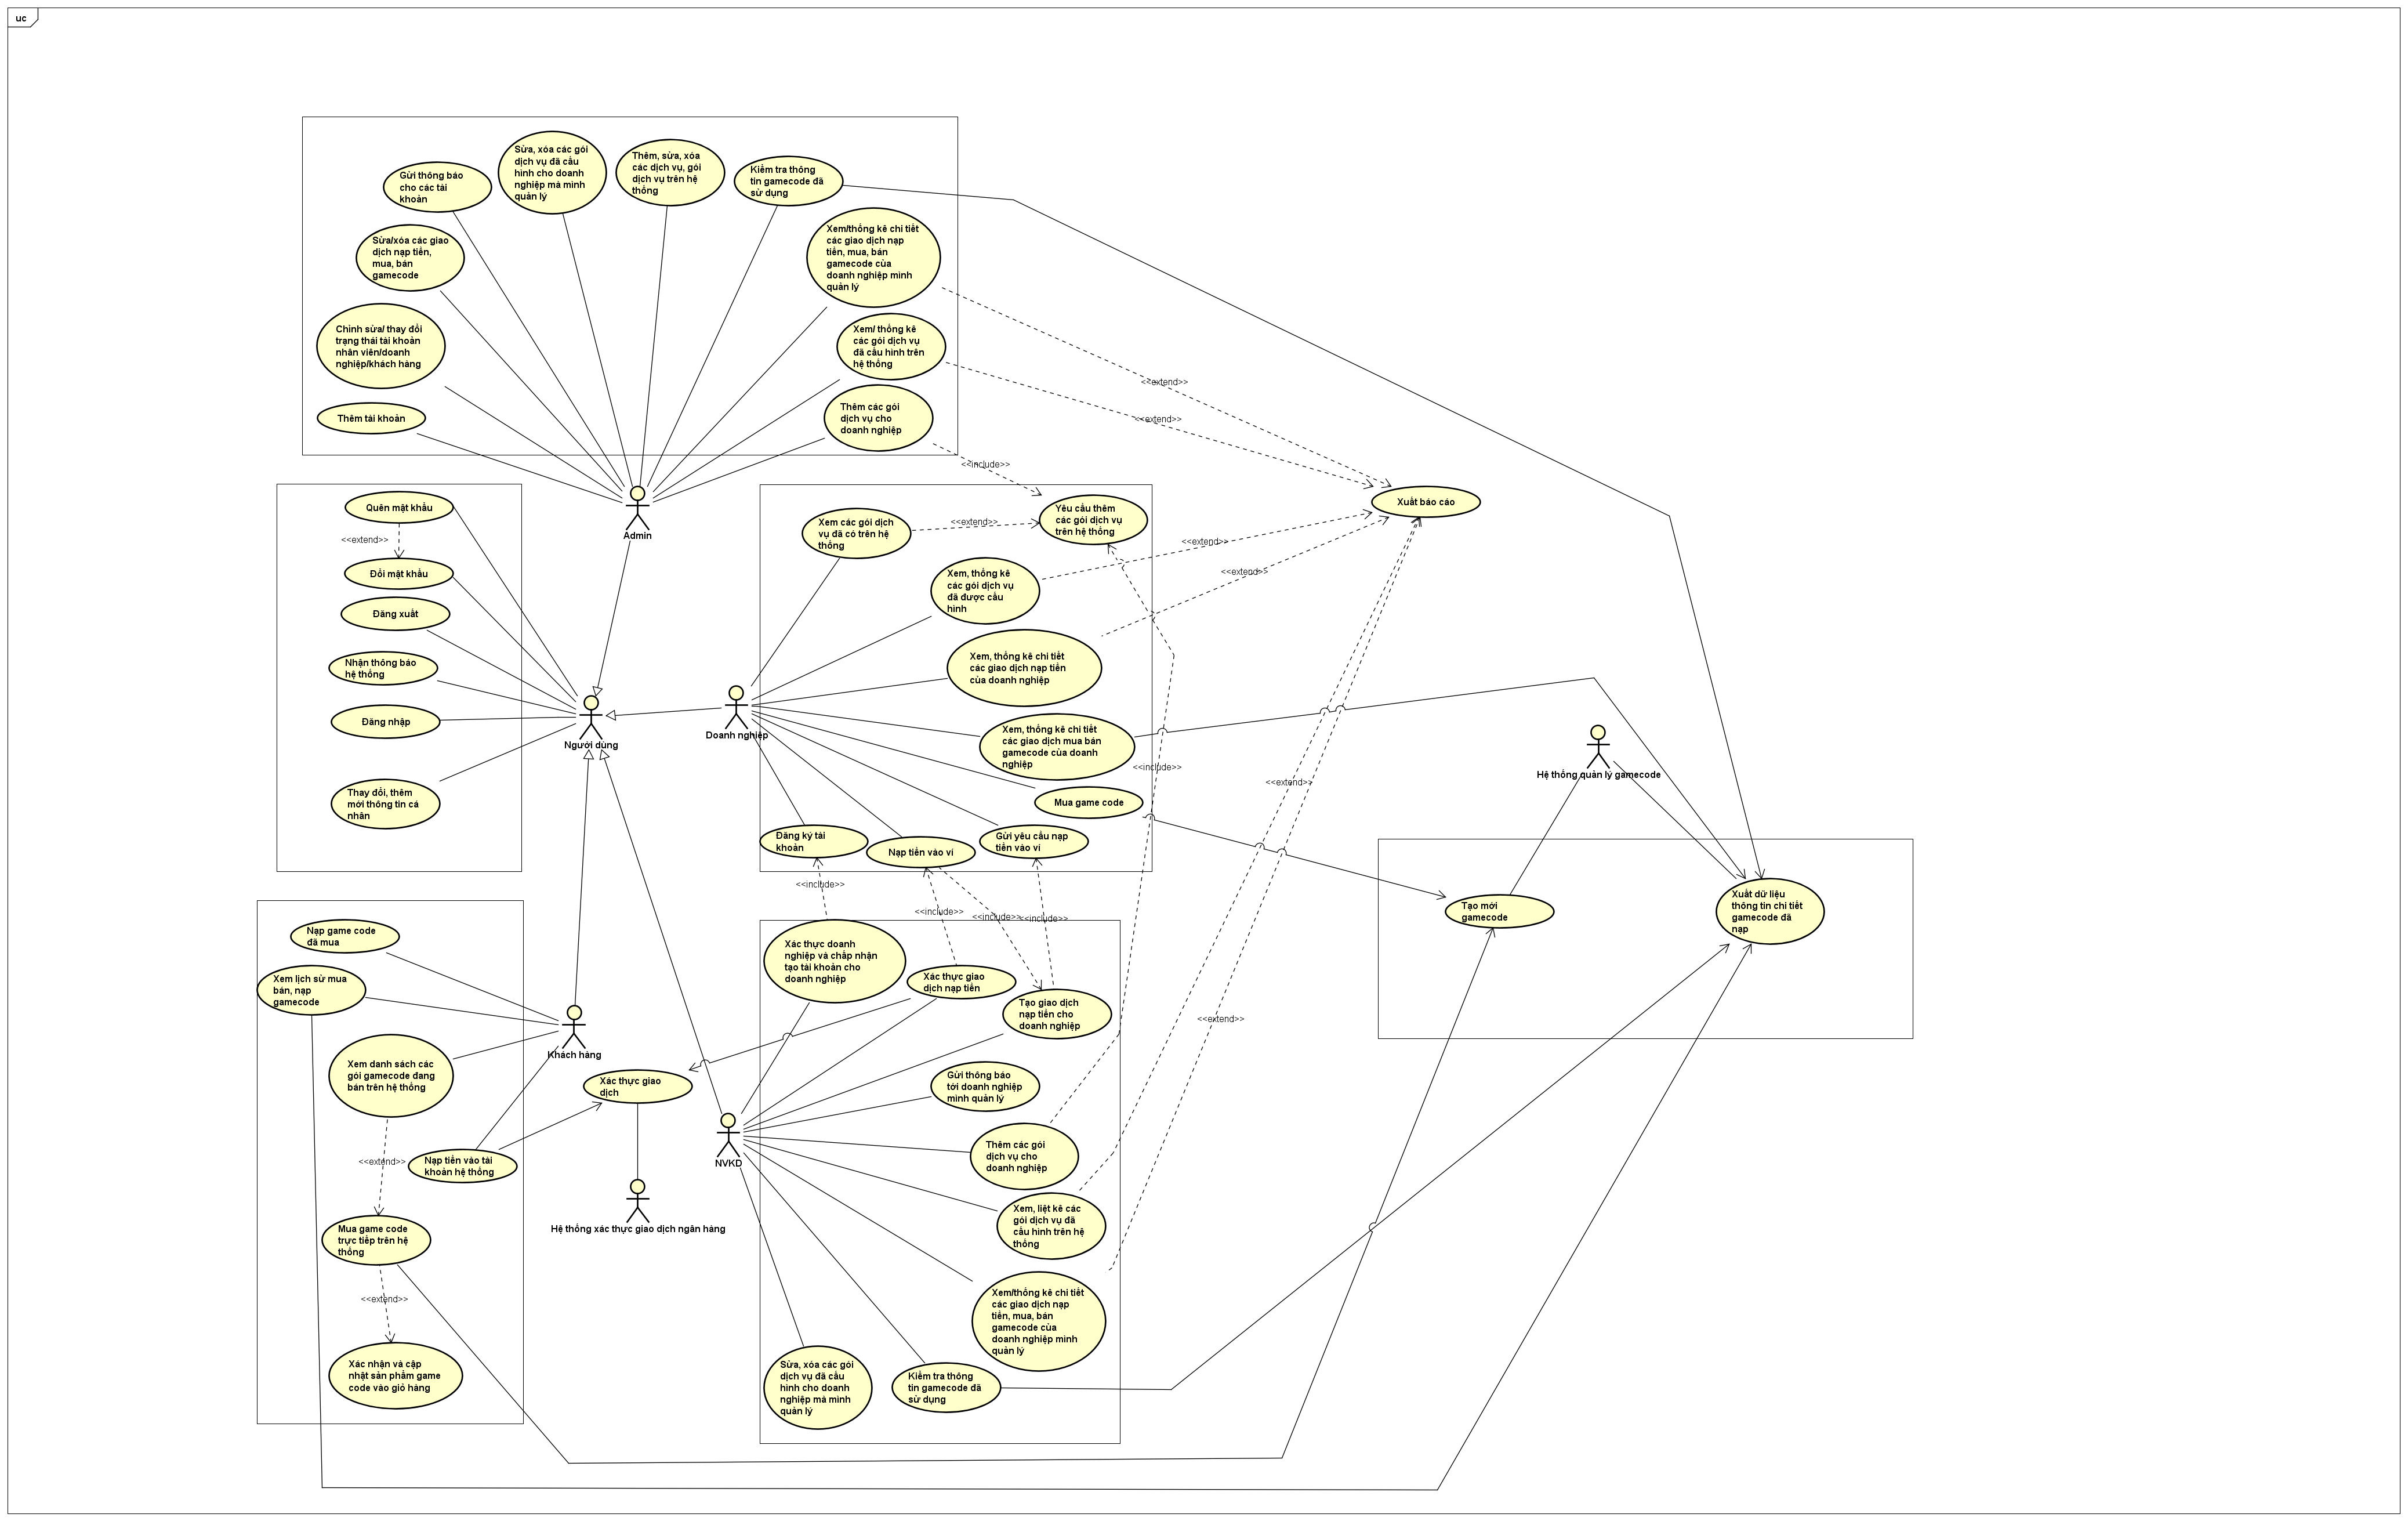 uc
Sửa, xóa các gói
dịch vụ đã cấu
hình cho doanh
nghiệp mà mình
quản lý
Thêm, sửa, xóa
các dịch vụ, gói
dịch vụ trên hệ
thống
Kiểm tra thông
tin gamecode đã
sử dụng
Gửi thông báo
cho các tài
khoản
Sửa/xóa các giao
dịch nạp tiền,
mua, bán
gamecode
Xem/thống kê chi tiết
các giao dịch nạp
tiền, mua, bán
gamecode của
doanh nghiệp mình
quản lý
Chỉnh sửa/ thay đổi
trạng thái tài khoản
nhân viên/doanh
nghiệp/khách hàng
Xem/ thống kê
các gói dịch vụ
đã cấu hình trên
hệ thống
Thêm tài khoản
Thêm các gói
dịch vụ cho
doanh nghiệp
<<extend>>
<<extend>>
<<include>>
Admin
Quên mật khẩu
<<extend>>
Đổi mật khẩu
Đăng xuất
Nhận thông báo
hệ thống
Đăng nhập
Thay đổi, thêm
mới thông tin cá
nhân
Người dùng
Doanh nghiệp
Xem các gói dịch
vụ đã có trên hệ
thống
<<extend>>
Yêu cầu thêm
các gói dịch vụ
trên hệ thống
Xuất báo cáo
Xem, thống kê
các gói dịch vụ
đã được cấu
hình
<<extend>>
<<extend>>
Xem, thống kê chi tiết
các giao dịch nạp tiền
của doanh nghiệp
Xem, thống kê chi tiết
các giao dịch mua bán
gamecode của doanh
nghiệp
<<include>>
<<extend>>
Hệ thống quản lý gamecode
Mua game code
Đăng ký tài
khoản
Nạp tiền vào ví
Gửi yêu cầu nạp
tiền vào ví
<<include>>
<<include>>
<<include>>
<<include>>
Tạo mới
gamecode
Xuất dữ liệu
thông tin chi tiết
gamecode đã
nạp
Nạp game code
đã mua
Xem lịch sử mua
bán, nạp
gamecode
Xem danh sách các
gói gamecode đang
bán trên hệ thống
Khách hàng
<<extend>>
Nạp tiền vào tài
khoản hệ thống
Mua game code
trực tiếp trên hệ
thống
<<extend>>
Xác nhận và cập
nhật sản phẩm game
code vào giỏ hàng
Xác thực giao
dịch
Hệ thống xác thực giao dịch ngân hàng
NVKD
Xác thực doanh
nghiệp và chấp nhận
tạo tài khoản cho
doanh nghiệp
Xác thực giao
dịch nạp tiền
Tạo giao dịch
nạp tiền cho
doanh nghiệp
<<extend>>
Gửi thông báo
tới doanh nghiệp
mình quản lý
Thêm các gói
dịch vụ cho
doanh nghiệp
Xem, liệt kê các
gói dịch vụ đã
cấu hình trên hệ
thống
Xem/thống kê chi tiết
các giao dịch nạp
tiền, mua, bán
gamecode của
doanh nghiệp mình
quản lý
Sửa, xóa các gói
dịch vụ đã cấu
hình cho doanh
nghiệp mà mình
quản lý
Kiểm tra thông
tin gamecode đã
sử dụng